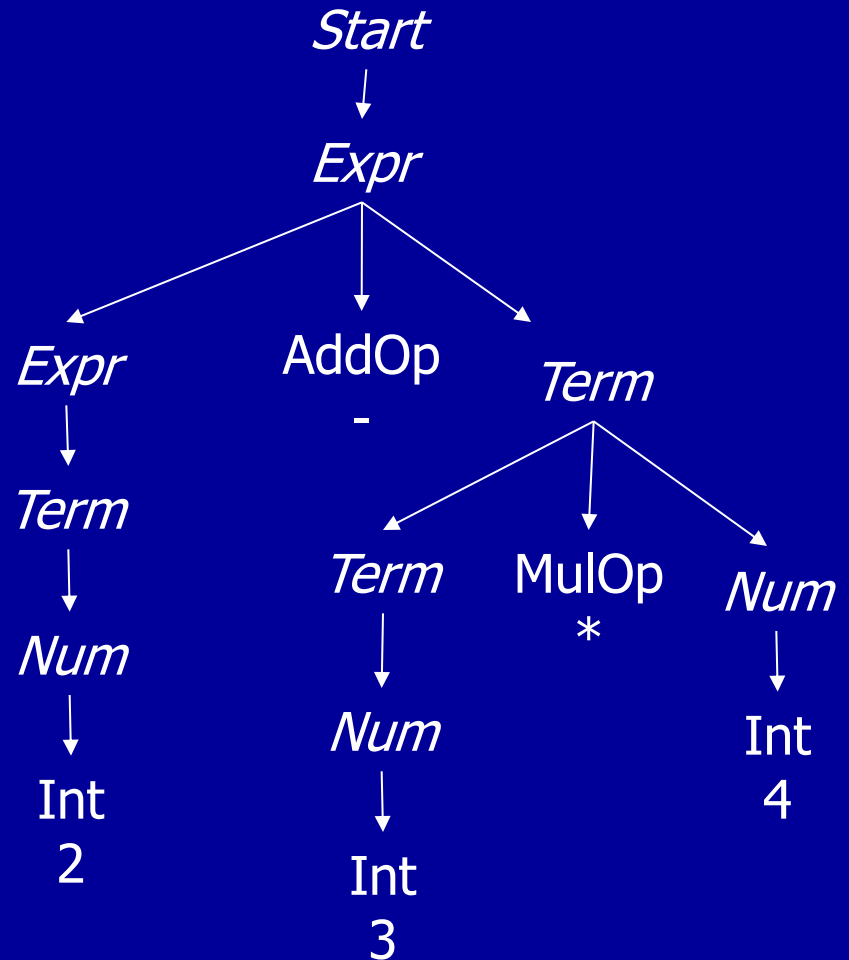 Start
Expr
Expr
AddOp
-
Term
Term
Term
MulOp
*
Num
Num
Num
Int
4
Int
2
Int
3